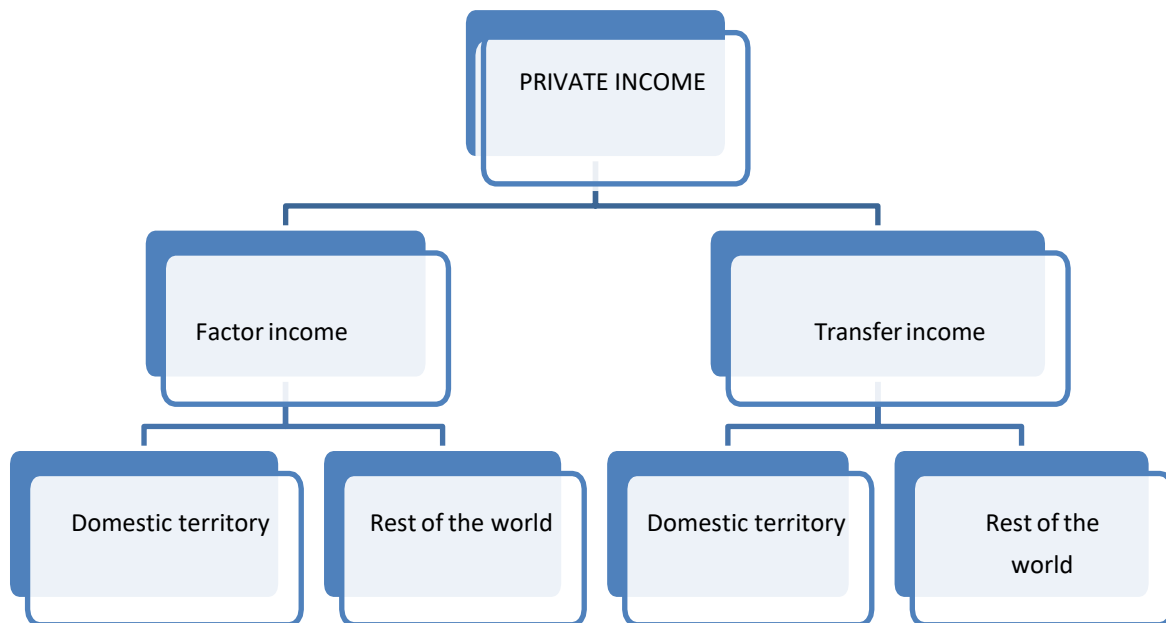 PRIVATE INCOME
Factor income
Transfer income
Domestic territory
Rest of the world
Domestic territory
Rest of the
world